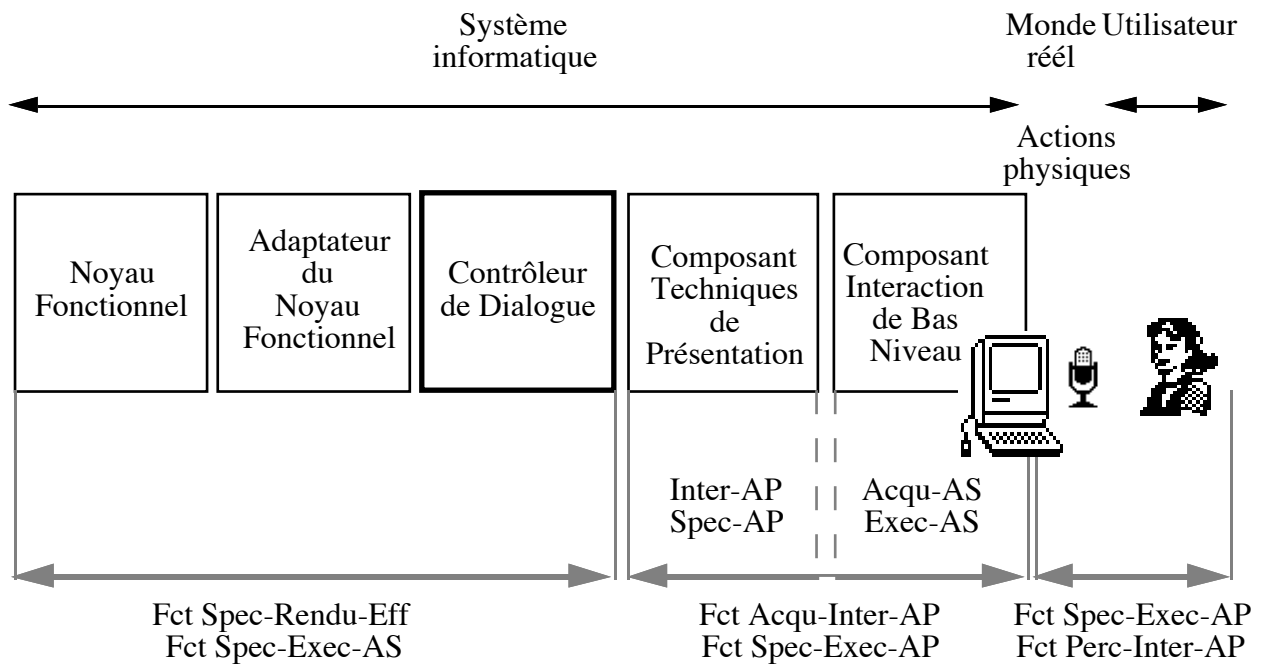 Système
informatique
Monde Utilisateur
réél
Actions
physiques
Noyau
Fonctionnel
Adaptateur
du
Noyau
Fonctionnel
Contrôleur
de Dialogue
Composant
Techniques
de
Présentation
Composant
Interaction
de Bas
Niveau
Inter-AP
Spec-AP
Acqu-AS
Exec-AS
Fct Spec-Rendu-Eff
Fct Spec-Exec-AS
Fct Acqu-Inter-AP
Fct Spec-Exec-AP
Fct Spec-Exec-AP
Fct Perc-Inter-AP